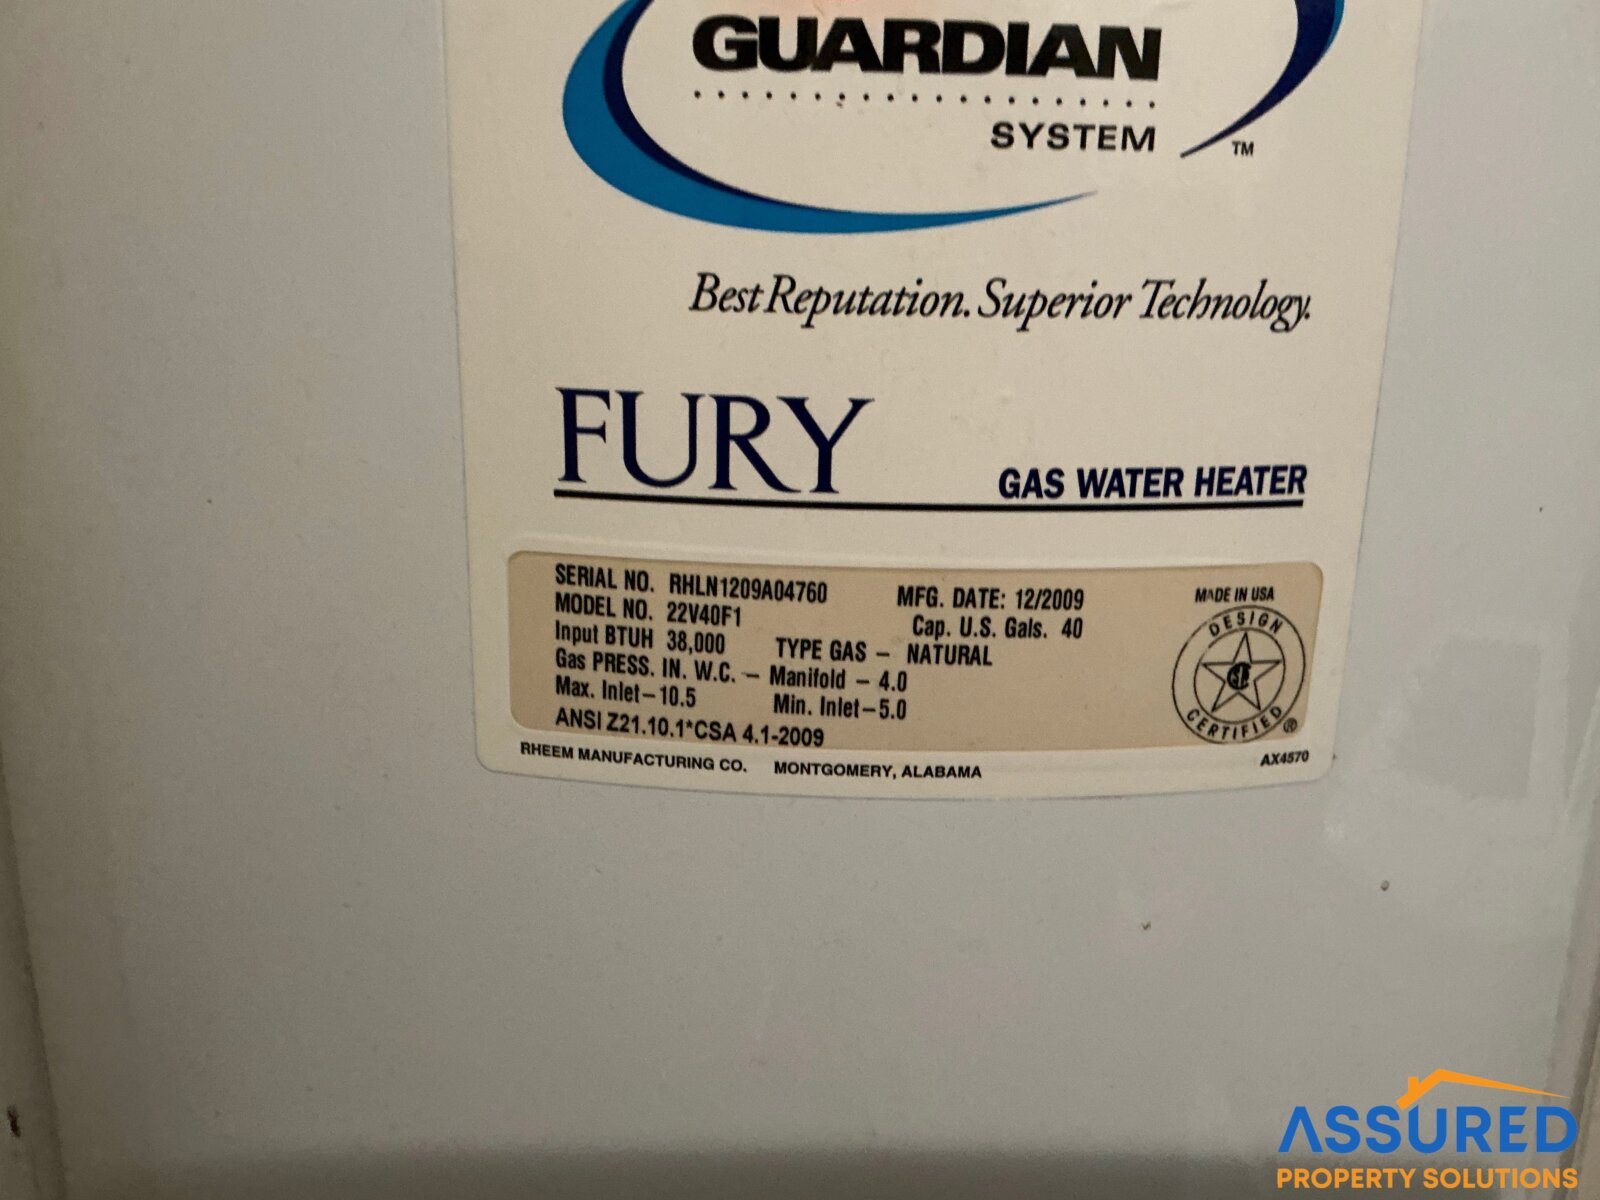 GUARDIAN
SYSTEM TM
Best Reputation. Superior Technology.
FURY
GAS WATER HEATER
SERIAL NO. RHLN1209A04760 MFG. DATE: 12/2009
MODEL NO. 22V40F1 Cap. U.S. Gals. 40
Input BTUH 38,000 TYPE GAS – NATURAL
Gas PRESS. IN. W.C. – Manifold – 4.0
Max. Inlet–10.5 Min. Inlet–5.0
ANSI Z21.10.1*CSA 4.1-2009
MADE IN USA
DESIGN
CERTIFIED ®
RHEEM MANUFACTURING CO. MONTGOMERY, ALABAMA
AX4570
ASSURED
PROPERTY SOLUTIONS